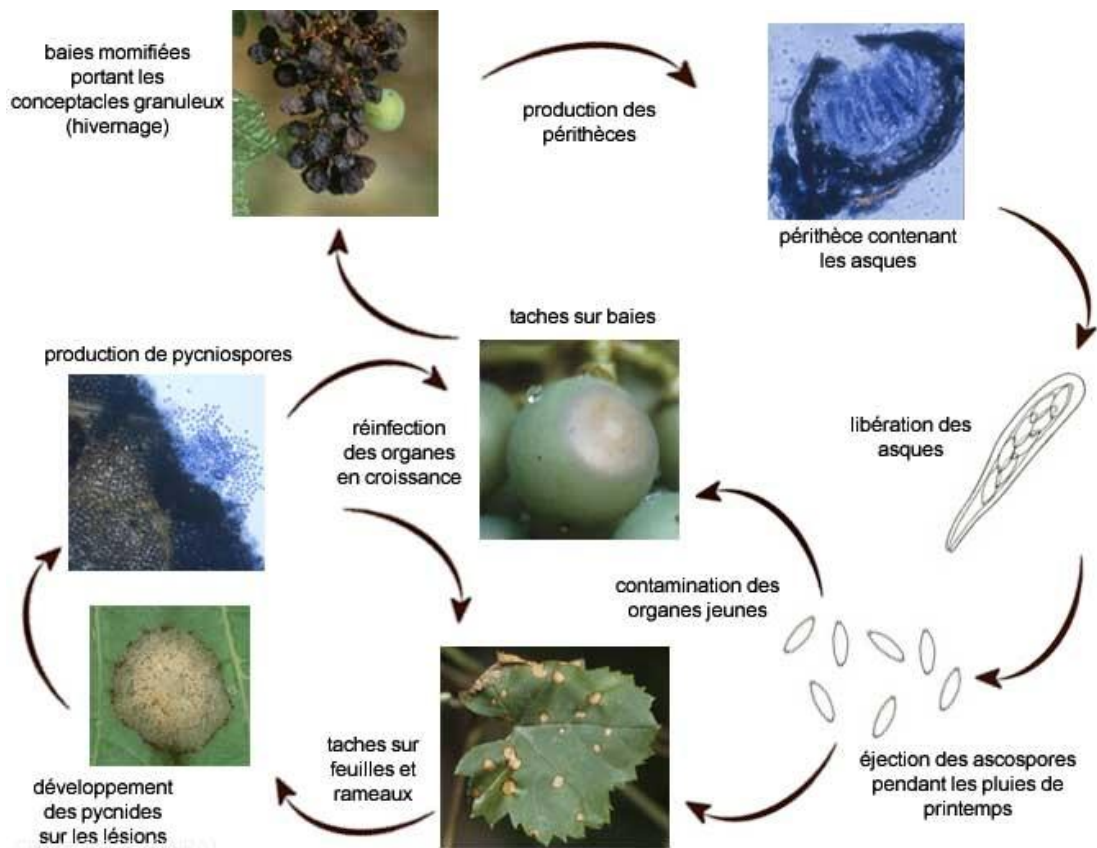 baies momifiées
portant les
conceptacles granuleux
(hivernage)
production des
périthèces
périthèce contenant
les asques
taches sur baies
production de pycniospores
réinfection
des organes
en croissance
libération des
asques
contamination des
organes jeunes
taches sur
feuilles et
rameaux
éjection des ascospores
pendant les pluies de
printemps
développement
des pycnides
sur les lésions